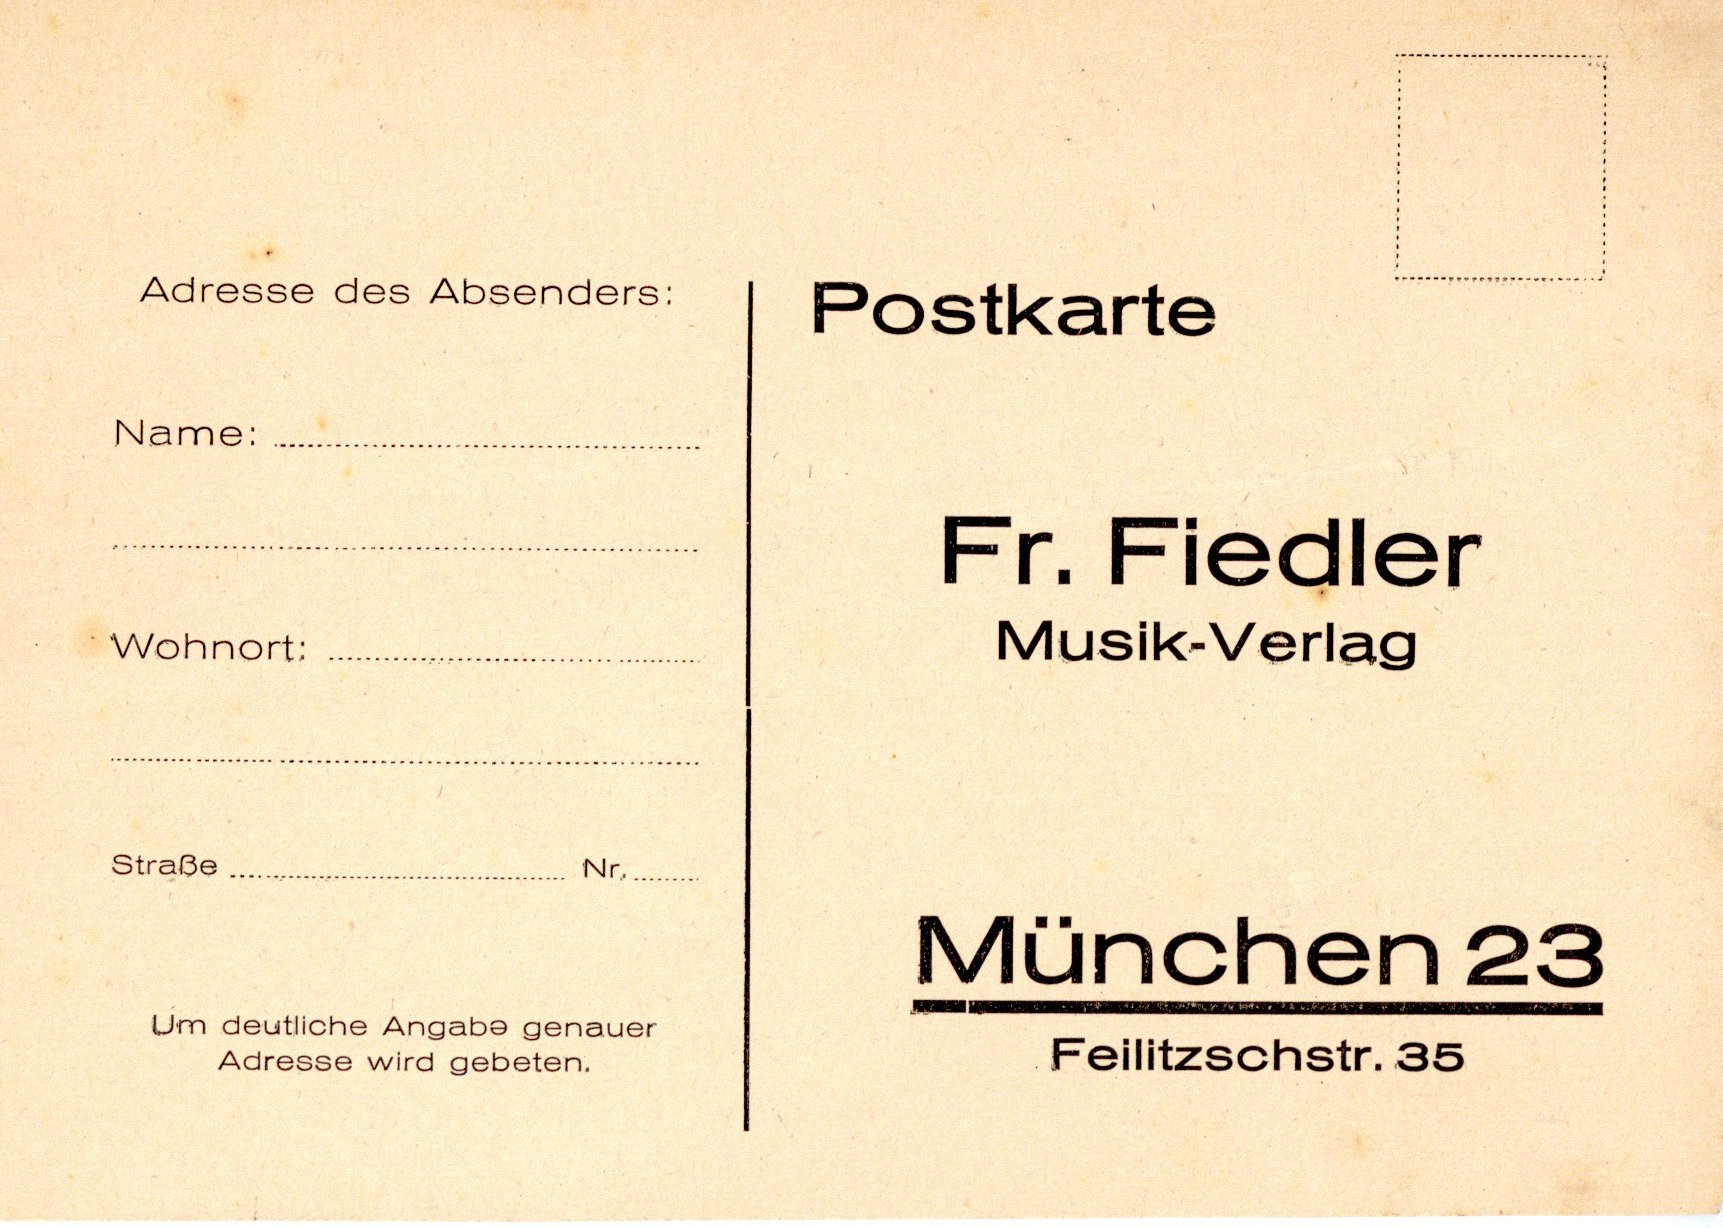 Adresse des Absenders:
Name:
Wohnort:
Straße Nr.
Um deutliche Angabe genauer
Adresse wird gebeten.
Postkarte
Fr. Fiedler
Musik-Verlag
München 23
Feilitzschstr. 35